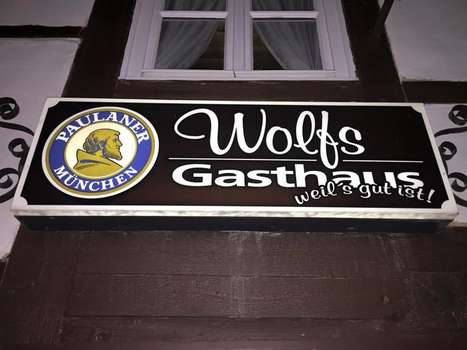 PAULANER
MÜNCHEN
Wolfs
Gasthaus
weil's gut ist!